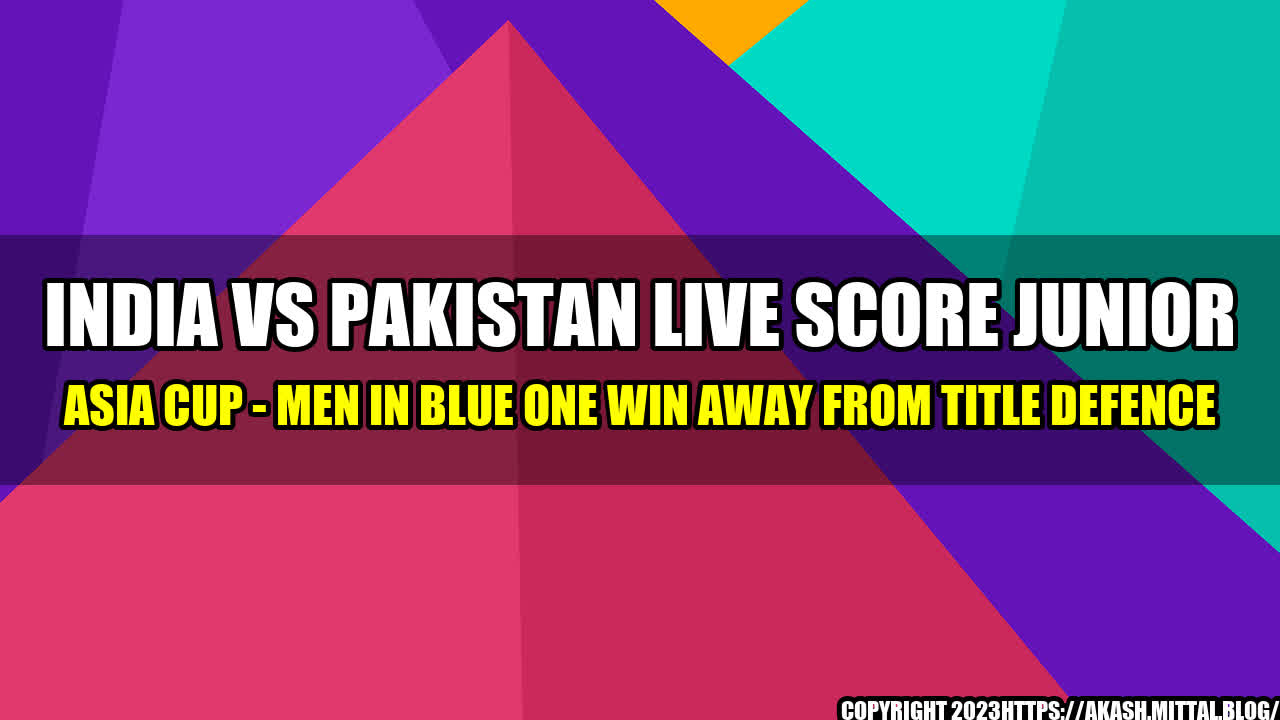 INDIA VS PAKISTAN LIVE SCORE JUNIOR
ASIA CUP - MEN IN BLUE ONE WIN AWAY FROM TITLE DEFENCE
COPYRIGHT 2023HTTPS://AKASH.MITTAL.BLOG/